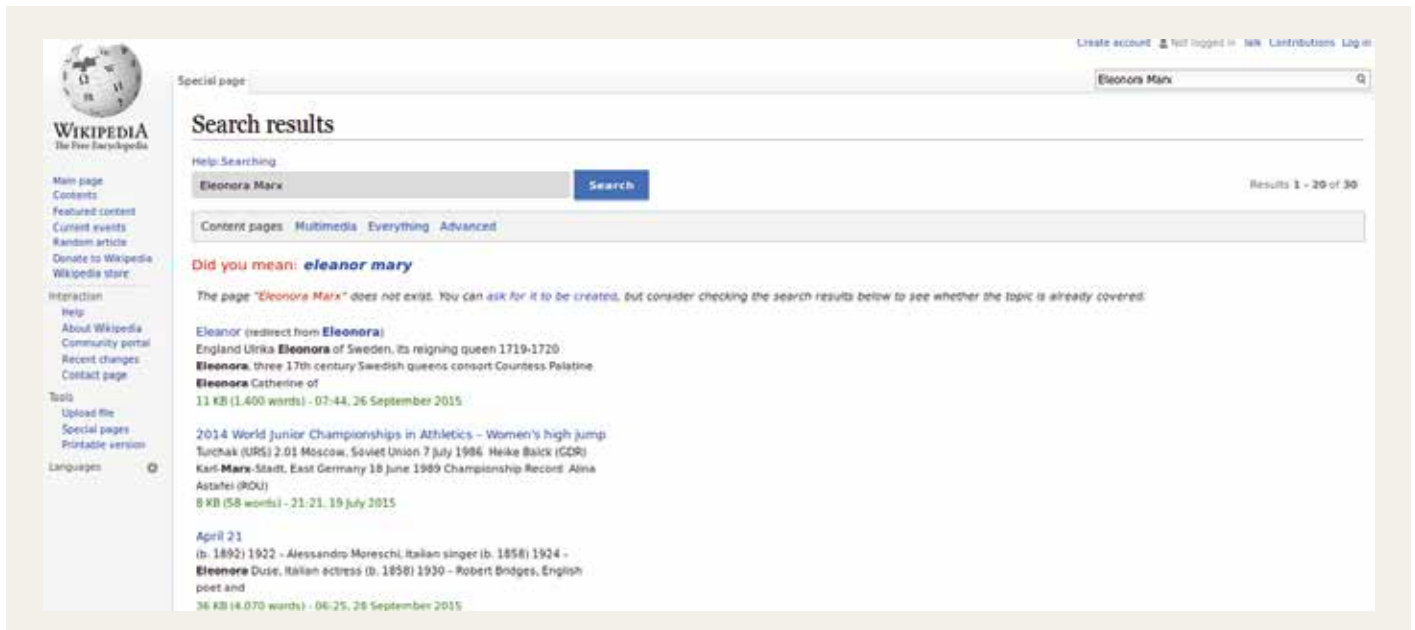 Create account Not logged in Talk Contributions Log in
Special page
Eleonora Marx
WIKIPEDIA
The Free Encyclopedia
Search results
Help:Searching
Eleonora Marx
Search
Results 1 - 20 of 30
Content pages Multimedia Everything Advanced
Main page
Contents
Featured content
Current events
Random article
Donate to Wikipedia
Wikipedia store
Interaction
Help
About Wikipedia
Community portal
Recent changes
Contact page
Tools
Upload file
Special pages
Printable version
Languages
Did you mean: eleanor mary
The page "Eleonora Marx" does not exist. You can ask for it to be created, but consider checking the search results below to see whether the topic is already covered.
Eleanor (redirect from Eleonora)
England Ulrika Eleonora of Sweden, its reigning queen 1719-1720
Eleonora, three 17th century Swedish queens consort Countess Palatine
Eleonora Catherine of
11 KB (1,400 words) - 07:44, 26 September 2015
2014 World Junior Championships in Athletics – Women's high jump
Turchak (URS) 2.01 Moscow, Soviet Union 7 July 1986 Heike Balck (GDR)
Karl-Marx-Stadt, East Germany 18 June 1989 Championship Record Alina
Astafei (ROU)
8 KB (58 words) - 21:21, 19 July 2015
April 21
(b. 1892) 1922 – Alessandro Moreschi, Italian singer (b. 1858) 1924 –
Eleonora Duse, Italian actress (b. 1858) 1930 – Robert Bridges, English
poet and
36 KB (4,070 words) - 06:25, 28 September 2015